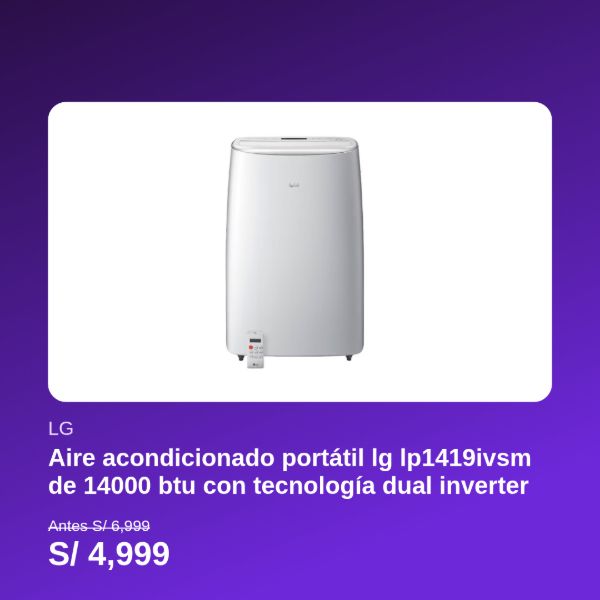 LG
Aire acondicionado portátil lg lp1419ivsm
de 14000 btu con tecnología dual inverter
Antes S/ 6,999
S/ 4,999